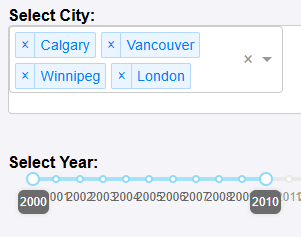 Select City:
× Calgary × Vancouver
× Winnipeg × London
Select Year:
2000 2001 2002 2003 2004 2005 2006 2007 2008 2009 2010